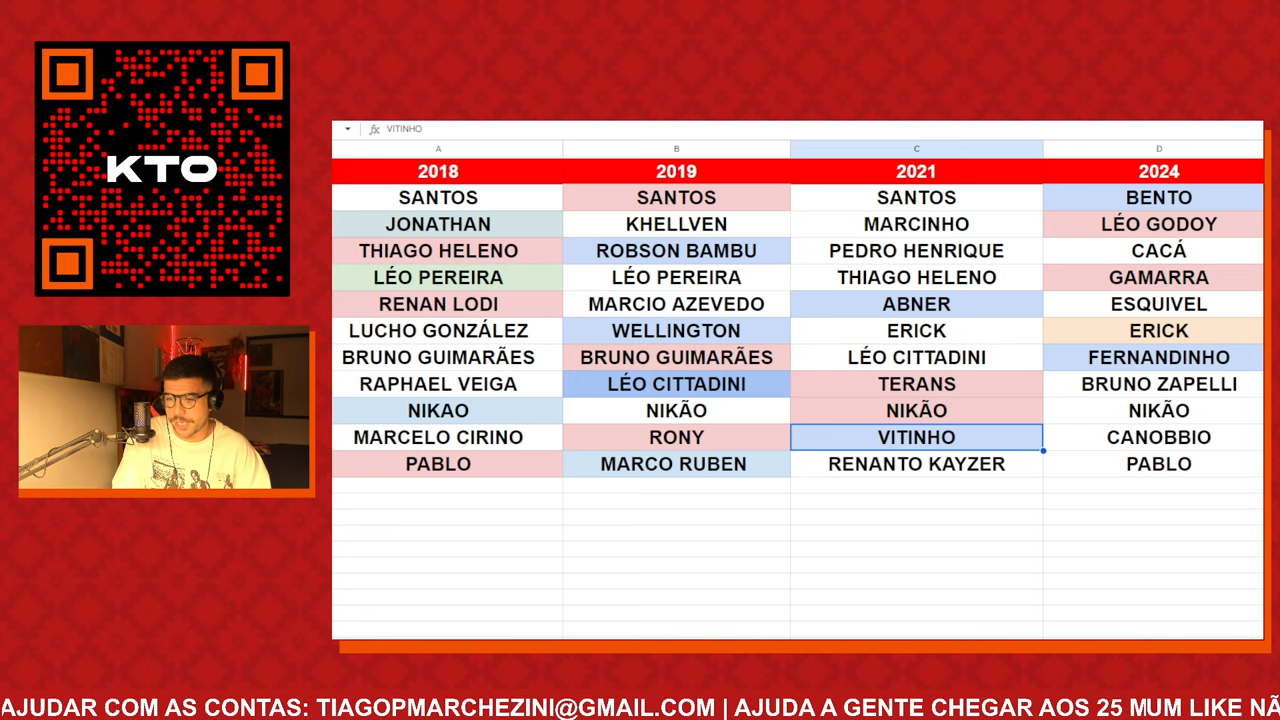 KTO
fx VITINHO
A B C D
2018 2019 2021 2024
SANTOS SANTOS SANTOS BENTO
JONATHAN KHELLVEN MARCINHO LÉO GODOY
THIAGO HELENO ROBSON BAMBU PEDRO HENRIQUE CACÁ
LÉO PEREIRA LÉO PEREIRA THIAGO HELENO GAMARRA
RENAN LODI MARCIO AZEVEDO ABNER ESQUIVEL
LUCHO GONZÁLEZ WELLINGTON ERICK ERICK
BRUNO GUIMARÃES BRUNO GUIMARÃES LÉO CITTADINI FERNANDINHO
RAPHAEL VEIGA LÉO CITTADINI TERANS BRUNO ZAPELLI
NIKAO NIKÃO NIKÃO NIKÃO
MARCELO CIRINO RONY VITINHO CANOBBIO
PABLO MARCO RUBEN RENANTO KAYZER PABLO
AJUDAR COM AS CONTAS: TIAGOPMARCHEZINI@GMAIL.COM | AJUDA A GENTE CHEGAR AOS 25 MUM LIKE NÃ